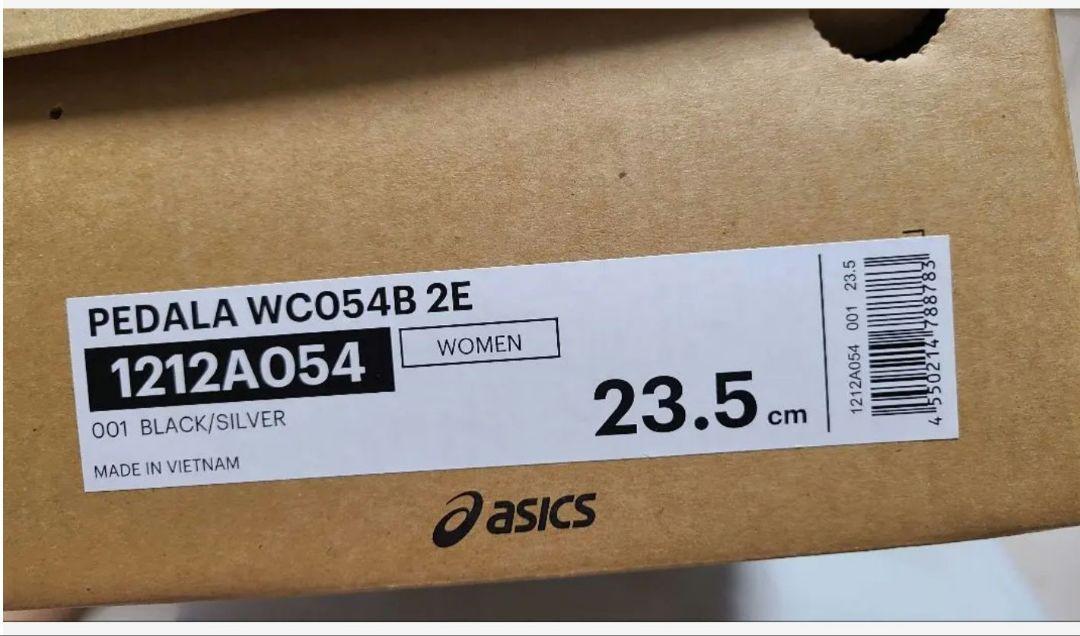 PEDALA WC054B 2E
1212A054
WOMEN
001 BLACK/SILVER
23.5 cm
MADE IN VIETNAM
1212A054 001 23.5
4550214788783
asics